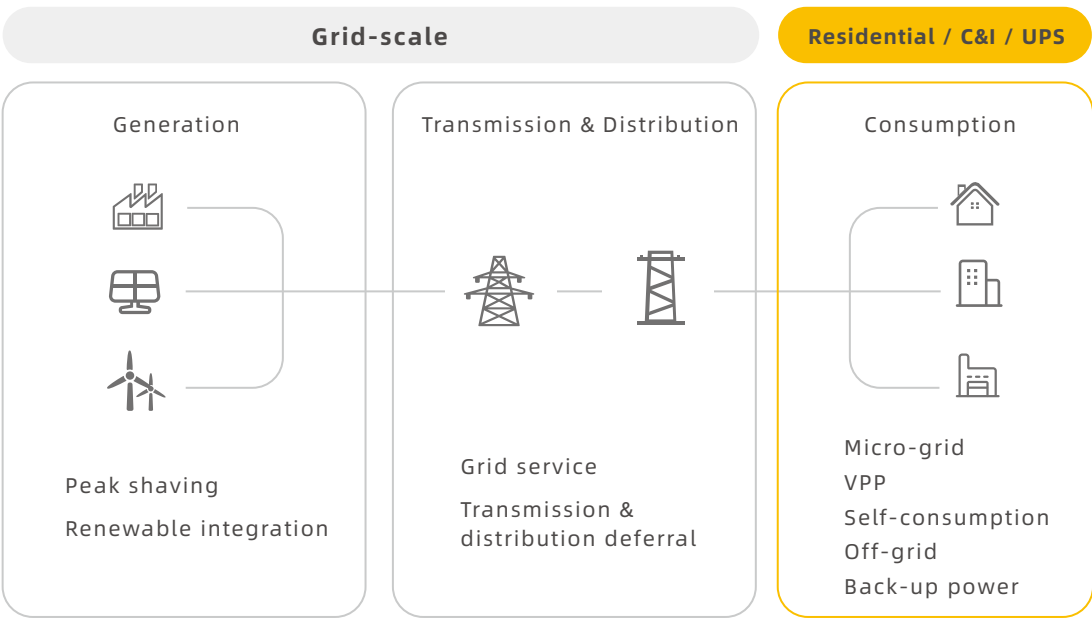 Grid-scale
Residential / C&I / UPS
Generation
Peak shaving
Renewable integration
Transmission & Distribution
Grid service
Transmission &
distribution deferral
Consumption
Micro-grid
VPP
Self-consumption
Off-grid
Back-up power